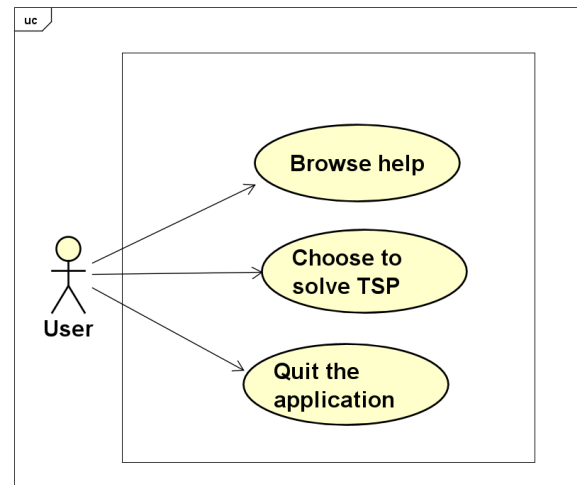 uc
Browse help
Choose to
solve TSP
User
Quit the
application